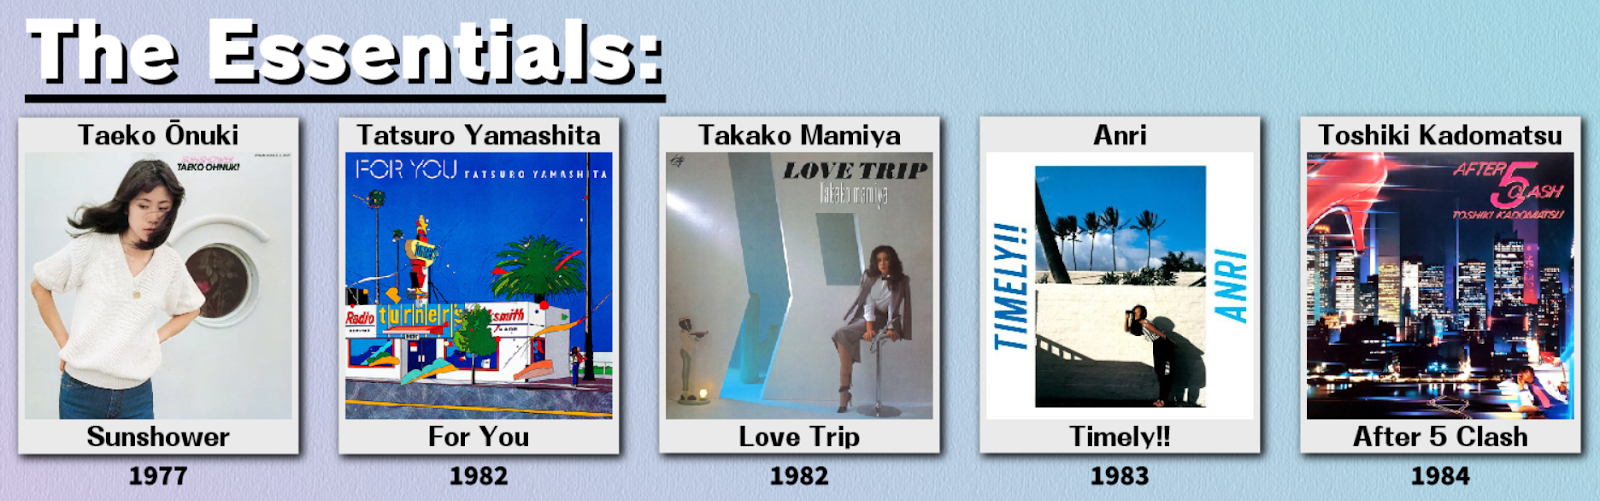 The Essentials:
Taeko Ōnuki
TAEKO OHNUKI
Sunshower
1977
Tatsuro Yamashita
FOR YOU TATSURO YAMASHITA
Radio
turner's
smith
For You
1982
Takako Mamiya
LOVE TRIP
Takako mamiya
Love Trip
1982
Anri
TIMELY!!
ANRI
Timely!!
1983
Toshiki Kadomatsu
AFTER 5 CLASH
TOSHIKI KADOMATSU
After 5 Clash
1984